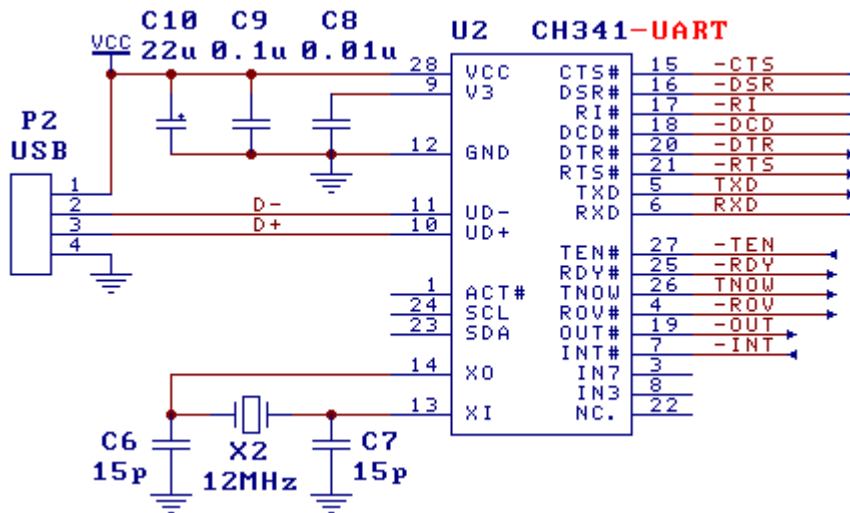 C10 C9 C8
VCC 22u 0.1u 0.01u
U2 CH341-UART
P2
USB
1
2 D-
3 D+
4
28 VCC
9 V3
12 GND
11 UD-
10 UD+
1 ACT#
24 SCL
23 SDA
14 XO
13 XI
CTS# 15 -CTS
DSR# 16 -DSR
RI# 17 -RI
DCD# 18 -DCD
DTR# 20 -DTR
RTS# 21 -RTS
TXD 5 TXD
RXD 6 RXD
TEN# 27 -TEN
RDY# 25 -RDY
TNOW 26 TNOW
ROV# 4 -ROV
OUT# 19 -OUT
INT# 7 -INT
IN7 3
IN3 8
NC. 22
C6 X2 C7
15p 12MHz 15p